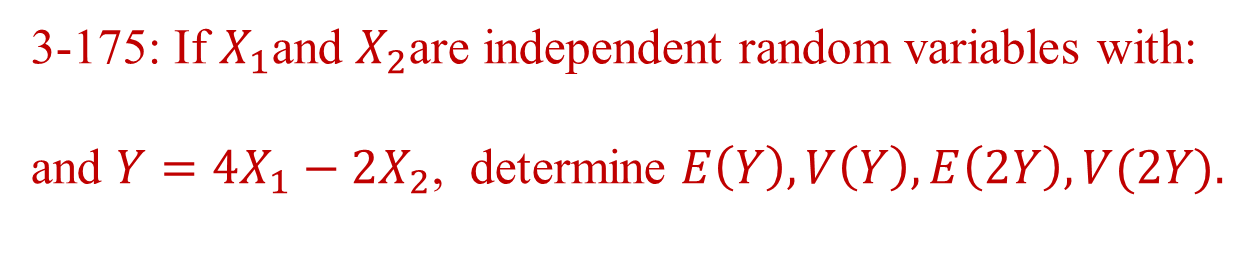 3-175: If X₁and X₂are independent random variables with:
and Y = 4X₁ − 2X₂, determine E(Y), V(Y), E(2Y), V(2Y).